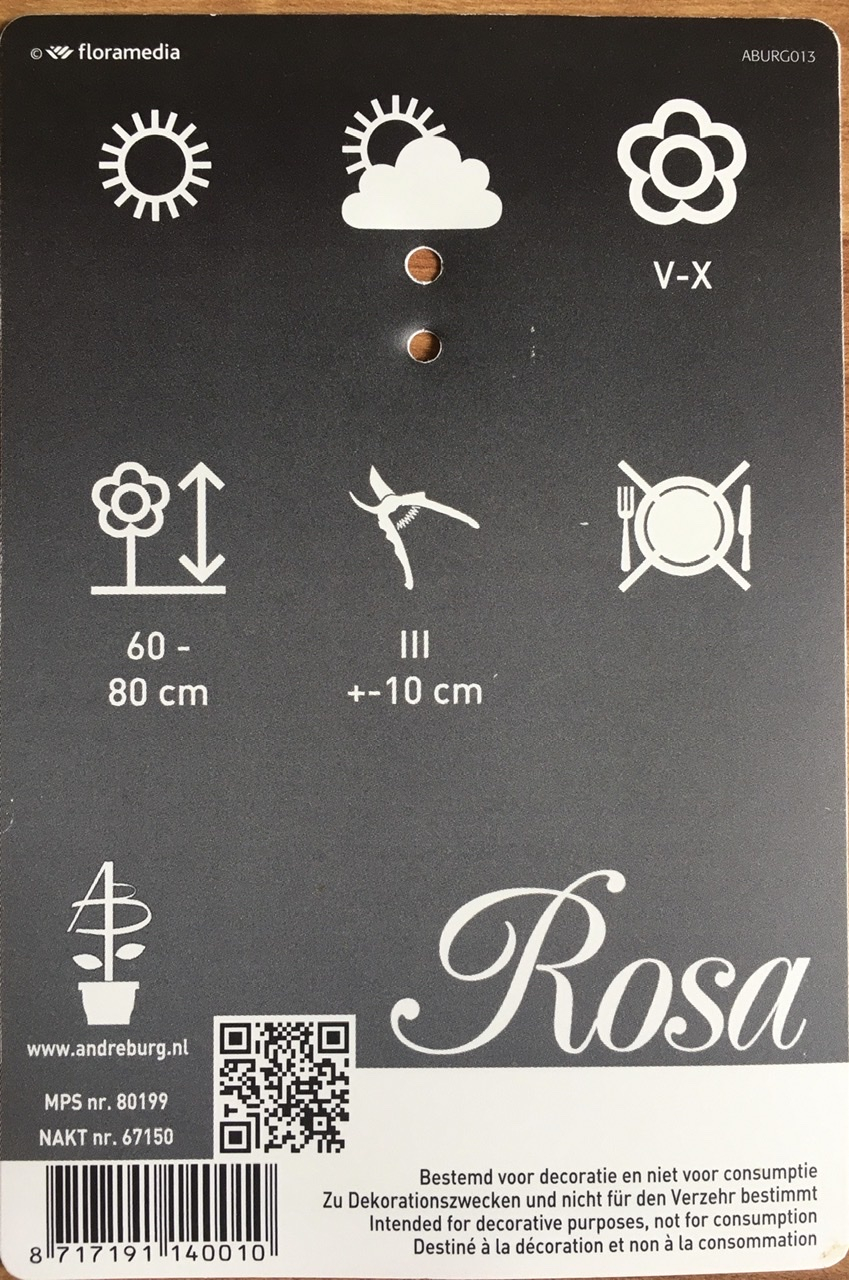 © floramedia
ABURG013
V-X
60 -
80 cm
III
+-10 cm
AB
Rosa
www.andreburg.nl
MPS nr. 80199
NAKT nr. 67150
Bestemd voor decoratie en niet voor consumptie
Zu Dekorationszwecken und nicht für den Verzehr bestimmt
Intended for decorative purposes, not for consumption
Destiné à la décoration et non à la consommation
8 717191 140010